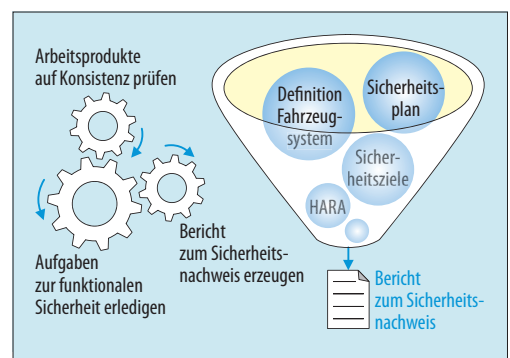 Arbeitsprodukte
auf Konsistenz prüfen
Definition
Fahrzeug-
system
Sicherheits-
plan
Sicher-
heitsziele
HARA
Bericht
zum Sicherheits-
nachweis erzeugen
Aufgaben
zur funktionalen
Sicherheit erledigen
Bericht
zum Sicherheits-
nachweis